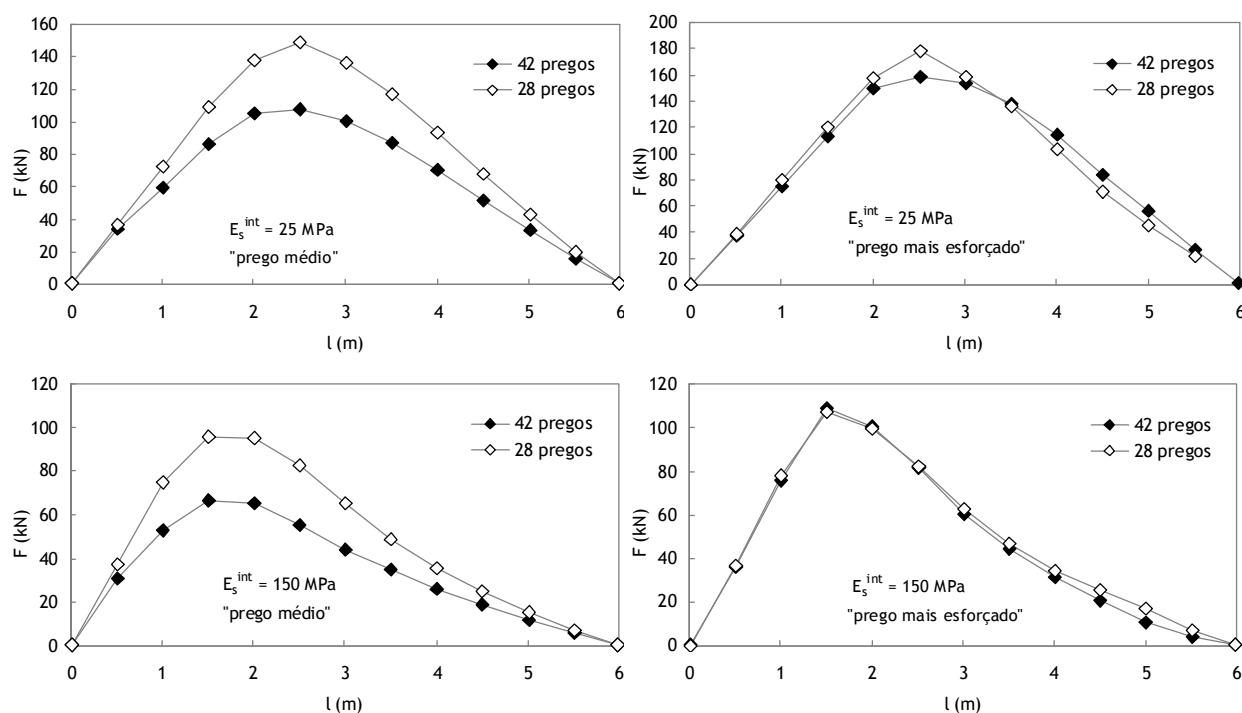 160
140
120
100
80
60
40
20
0
F (kN)
42 pregos
28 pregos
E_s^int = 25 MPa
"prego médio"
0 1 2 3 4 5 6
l (m)
200
180
160
140
120
100
80
60
40
20
0
F (kN)
42 pregos
28 pregos
E_s^int = 25 MPa
"prego mais esforçado"
0 1 2 3 4 5 6
l (m)
120
100
80
60
40
20
0
F (kN)
42 pregos
28 pregos
E_s^int = 150 MPa
"prego médio"
0 1 2 3 4 5 6
l (m)
120
100
80
60
40
20
0
F (kN)
42 pregos
28 pregos
E_s^int = 150 MPa
"prego mais esforçado"
0 1 2 3 4 5 6
l (m)